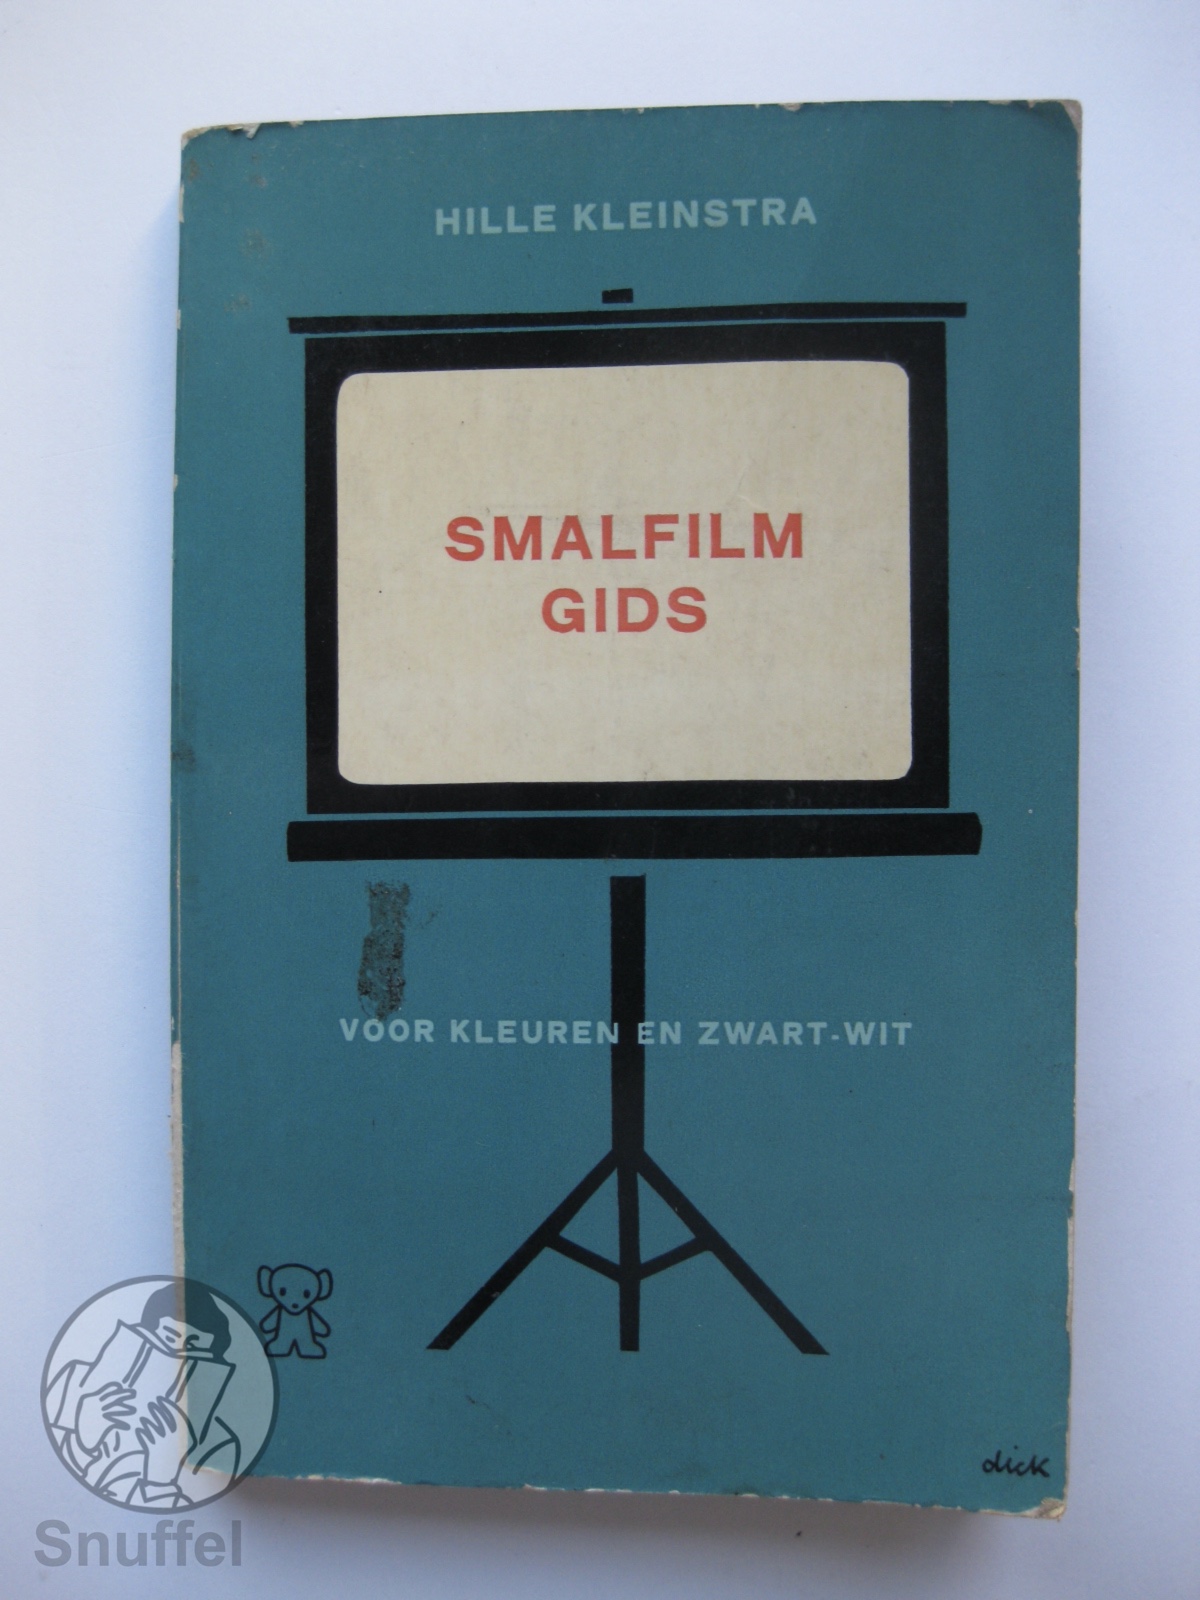 HILLE KLEINSTRA
SMALFILM
GIDS
VOOR KLEUREN EN ZWART-WIT
dick
Snuffel